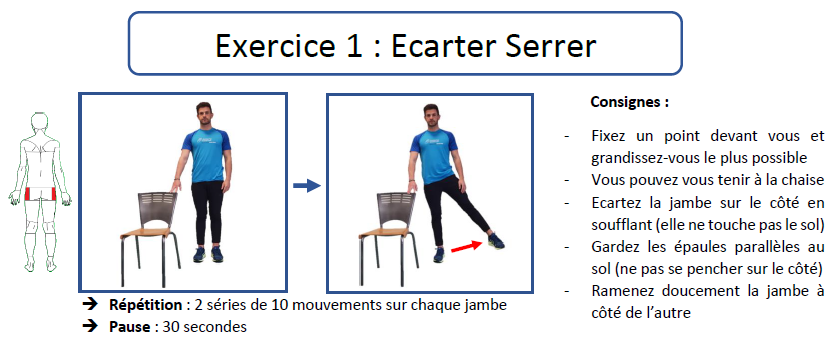 Exercice 1 : Ecarter Serrer
Consignes :
- Fixez un point devant vous et
grandissez-vous le plus possible
- Vous pouvez vous tenir à la chaise
- Ecartez la jambe sur le côté en
soufflant (elle ne touche pas le sol)
- Gardez les épaules parallèles au
sol (ne pas se pencher sur le côté)
- Ramenez doucement la jambe à
côté de l'autre
➔ Répétition : 2 séries de 10 mouvements sur chaque jambe
➔ Pause : 30 secondes